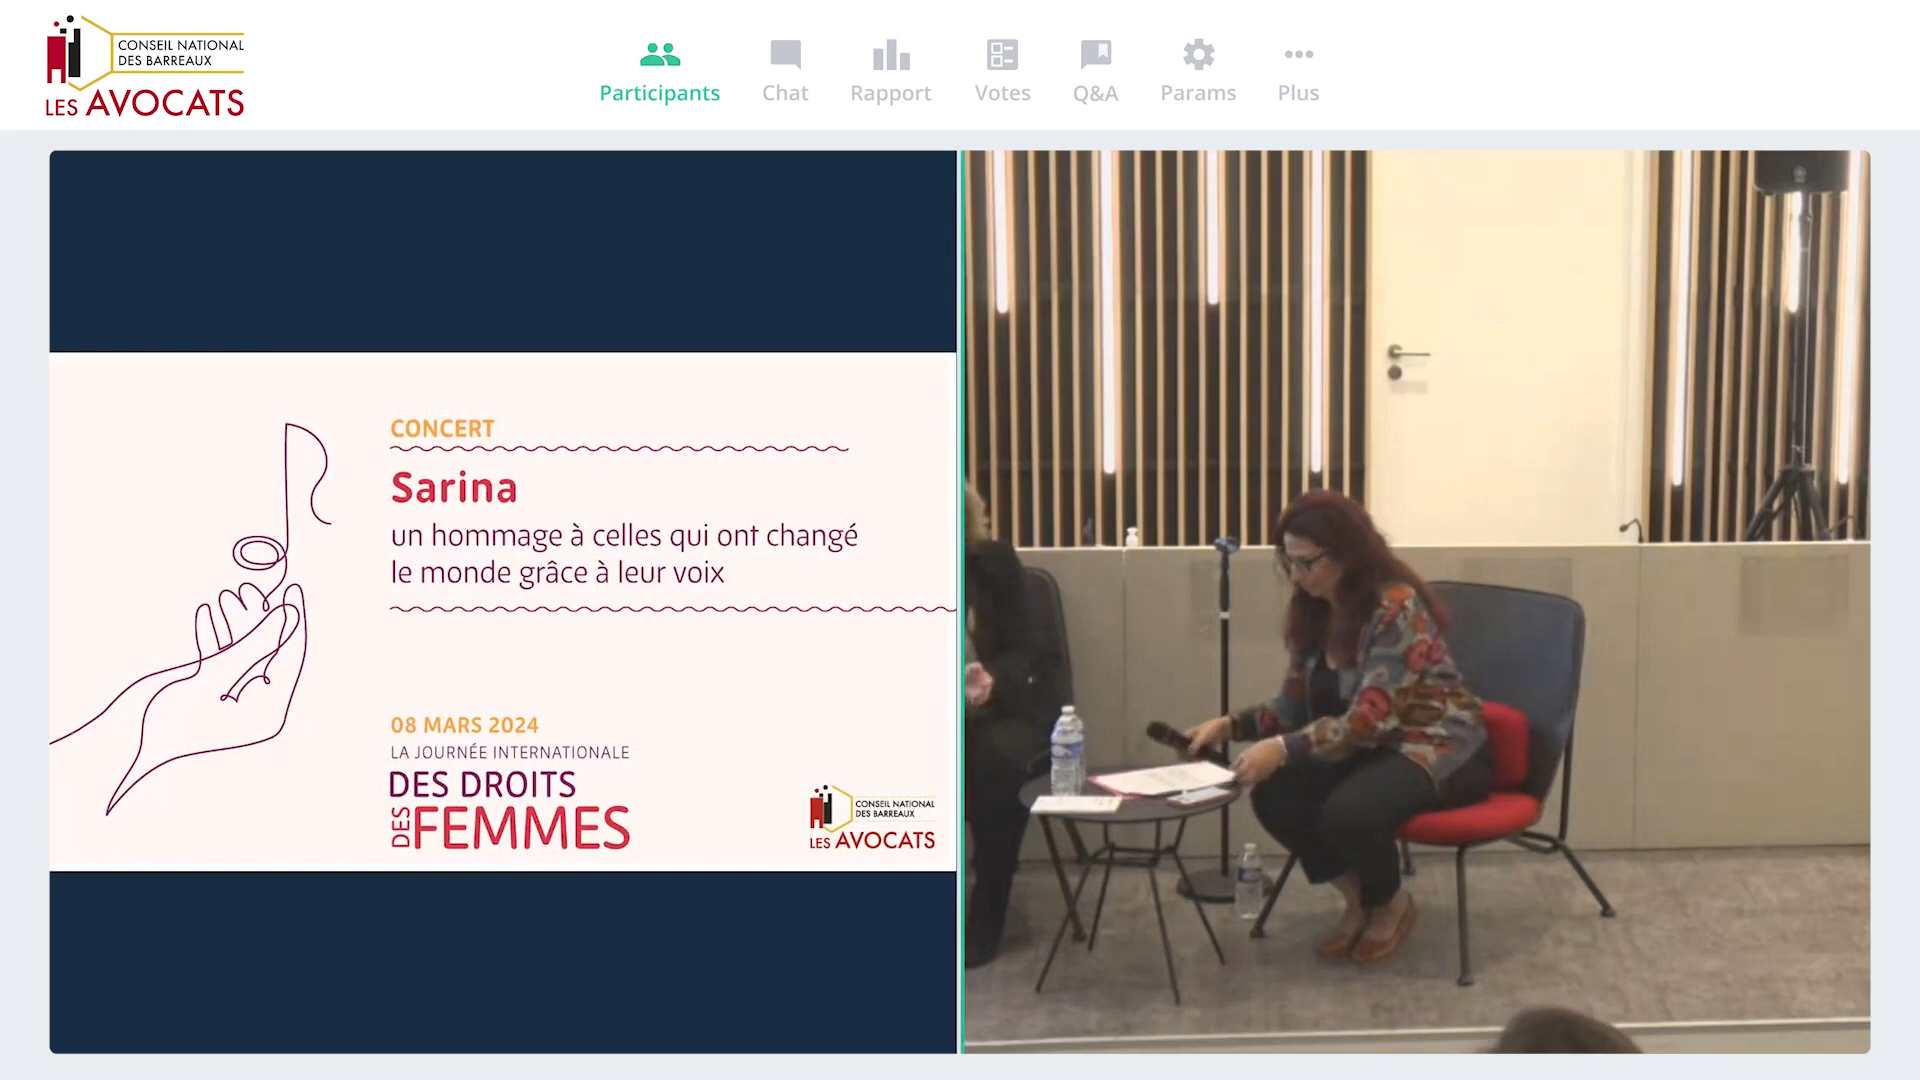 CONSEIL NATIONAL
DES BARREAUX
LES AVOCATS
Participants
Chat
Rapport
Votes
Q&A
Params
Plus
CONCERT
Sarina
un hommage à celles qui ont changé
le monde grâce à leur voix
08 MARS 2024
LA JOURNÉE INTERNATIONALE
DES DROITS
DES FEMMES
CONSEIL NATIONAL
DES BARREAUX
LES AVOCATS